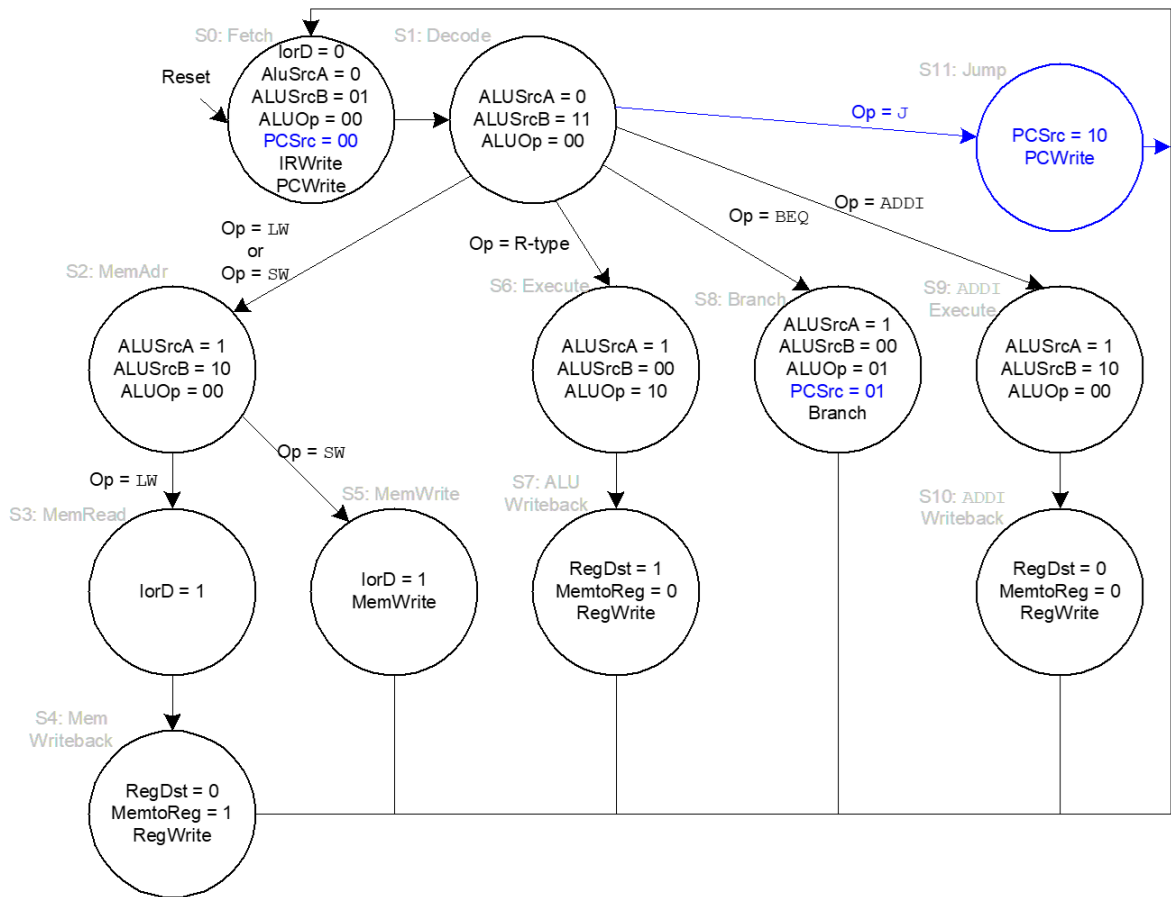 S0: Fetch
IorD = 0
AluSrcA = 0
ALUSrcB = 01
ALUOp = 00
PCSrc = 00
IRWrite
PCWrite
Reset
S1: Decode
ALUSrcA = 0
ALUSrcB = 11
ALUOp = 00
S11: Jump
Op = J
PCSrc = 10
PCWrite
Op = LW
or
Op = SW
Op = R-type
Op = BEQ
Op = ADDI
S2: MemAdr
ALUSrcA = 1
ALUSrcB = 10
ALUOp = 00
S6: Execute
ALUSrcA = 1
ALUSrcB = 00
ALUOp = 10
S8: Branch
ALUSrcA = 1
ALUSrcB = 00
ALUOp = 01
PCSrc = 01
Branch
S9: ADDI
Execute
ALUSrcA = 1
ALUSrcB = 10
ALUOp = 00
Op = LW
Op = SW
S3: MemRead
IorD = 1
S5: MemWrite
IorD = 1
MemWrite
S7: ALU
Writeback
RegDst = 1
MemtoReg = 0
RegWrite
S10: ADDI
Writeback
RegDst = 0
MemtoReg = 0
RegWrite
S4: Mem
Writeback
RegDst = 0
MemtoReg = 1
RegWrite